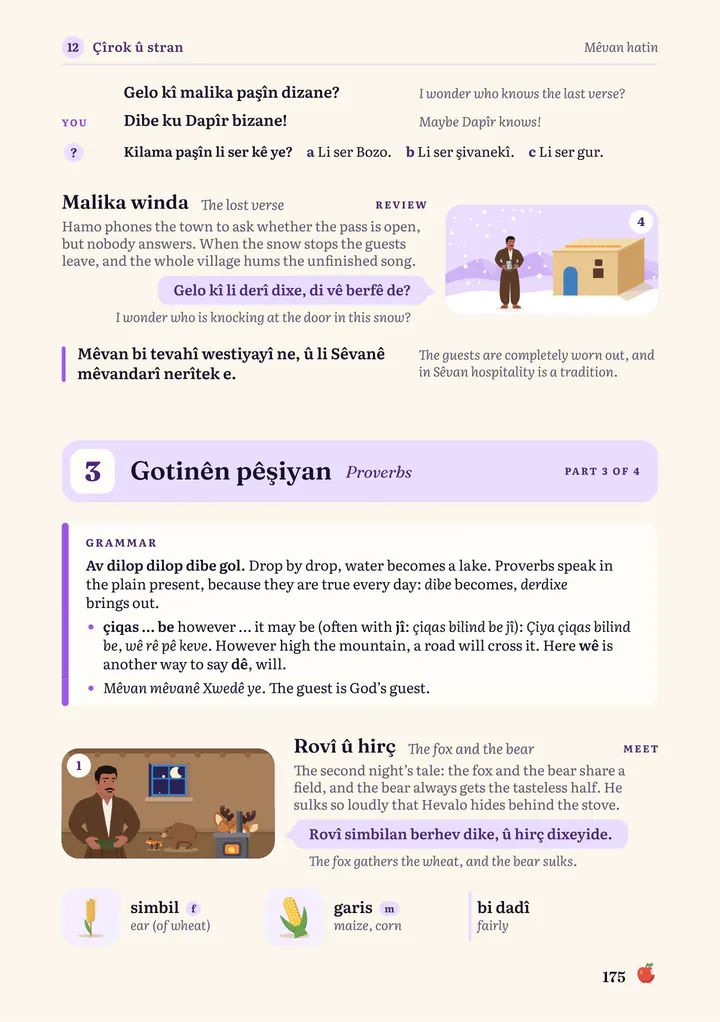 12 Çîrok û stran Mêvan hatin
Gelo kî malika paşîn dizane? I wonder who knows the last verse?
YOU Dibe ku Dapîr bizane! Maybe Dapîr knows!
? Kilama paşîn li ser kê ye? a Li ser Bozo. b Li ser şivanekî. c Li ser gur.
Malika winda The lost verse REVIEW
Hamo phones the town to ask whether the pass is open,
but nobody answers. When the snow stops the guests
leave, and the whole village hums the unfinished song.
4
Gelo kî li derî dixe, di vê berfê de?
I wonder who is knocking at the door in this snow?
Mêvan bi tevahî westiyayî ne, û li Sêvanê
mêvandarî nerîtek e.
The guests are completely worn out, and
in Sêvan hospitality is a tradition.
3 Gotinên pêşiyan Proverbs PART 3 OF 4
GRAMMAR
Av dilop dilop dibe gol. Drop by drop, water becomes a lake. Proverbs speak in
the plain present, because they are true every day: dibe becomes, derdixe
brings out.
• çiqas … be however … it may be (often with jî: çiqas bilind be jî): Çiya çiqas bilind
be, wê rê pê keve. However high the mountain, a road will cross it. Here wê is
another way to say dê, will.
• Mêvan mêvanê Xwedê ye. The guest is God’s guest.
1
Rovî û hirç The fox and the bear MEET
The second night’s tale: the fox and the bear share a
field, and the bear always gets the tasteless half. He
sulks so loudly that Hevalo hides behind the stove.
Rovî simbilan berhev dike, û hirç dixeyide.
The fox gathers the wheat, and the bear sulks.
simbil f
ear (of wheat)
garis m
maize, corn
bi dadî
fairly
175